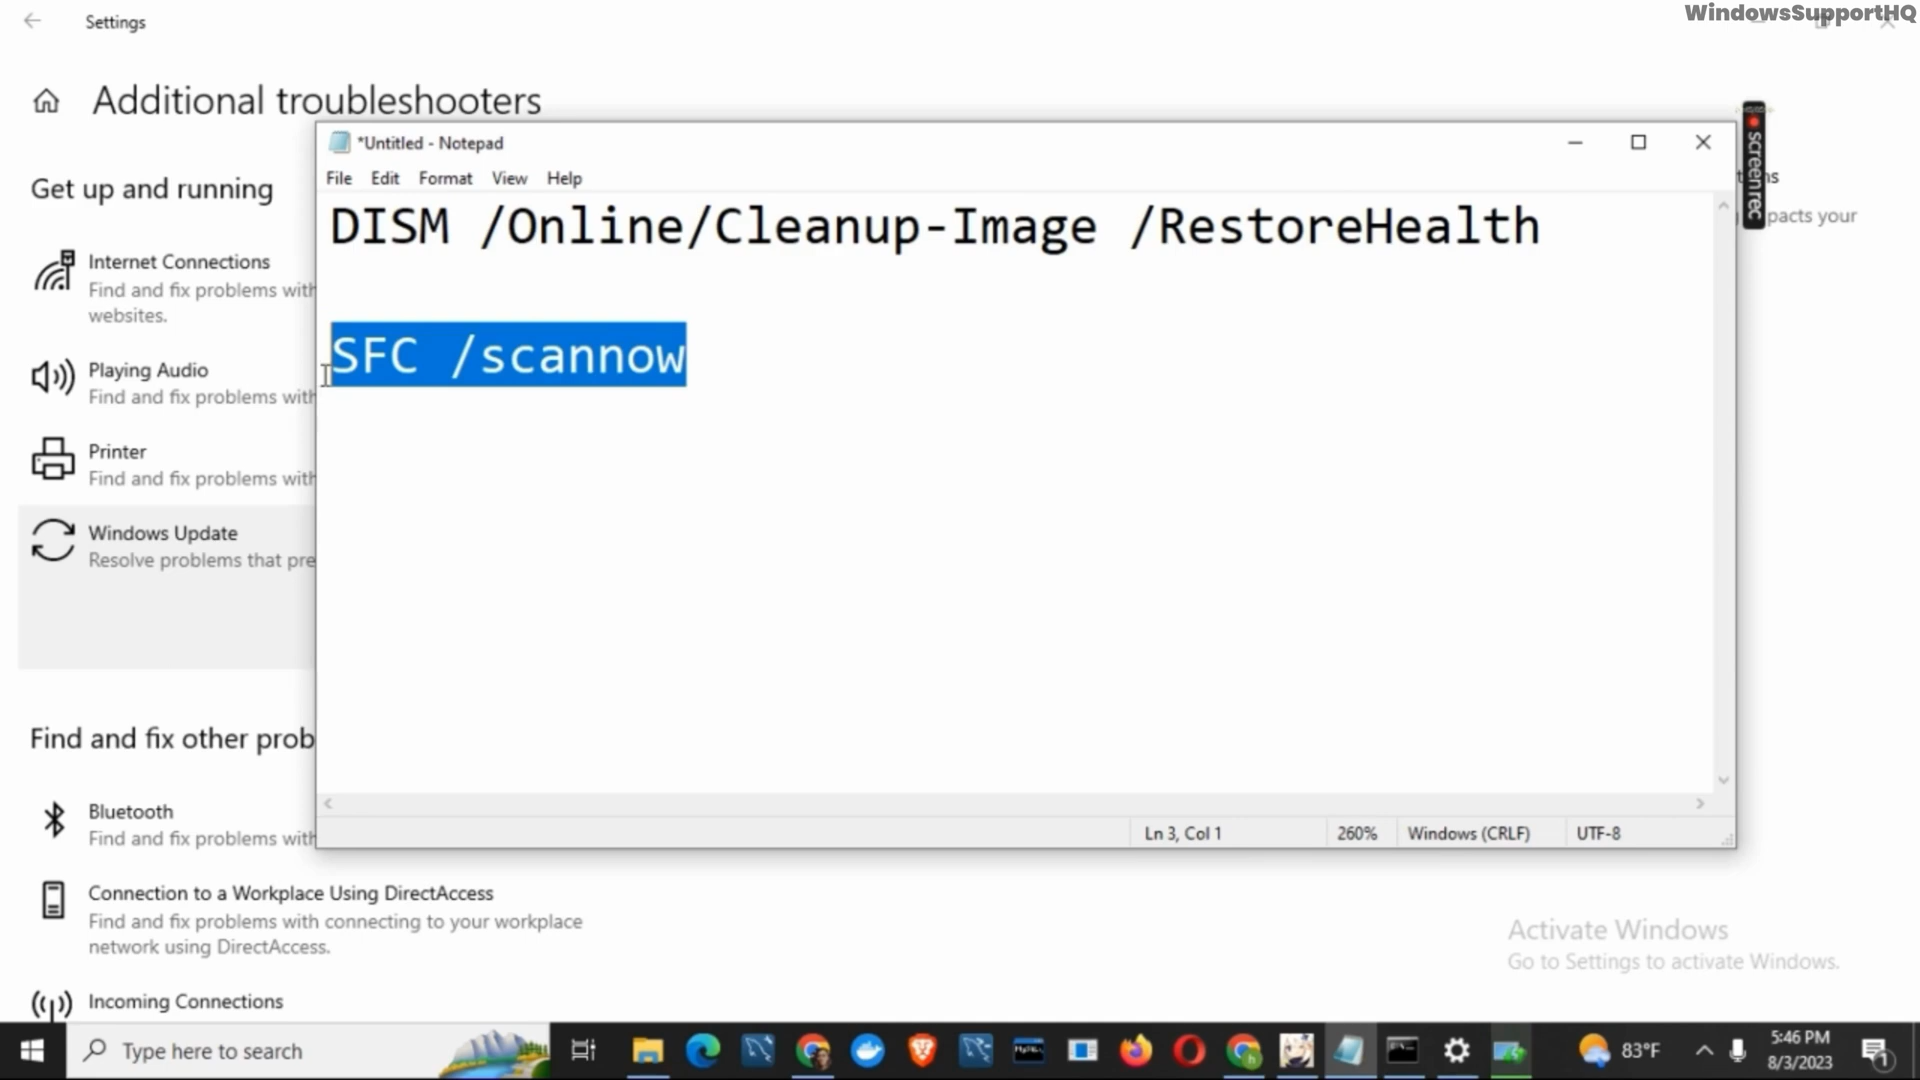 Settings
WindowsSupportHQ
Additional troubleshooters
*Untitled - Notepad
File Edit Format View Help
DISM /Online/Cleanup-Image /RestoreHealth
SFC /scannow
Ln 3, Col 1
260%
Windows (CRLF)
UTF-8
screenrec
pacts your
Get up and running
Internet Connections
Find and fix problems with
websites.
Playing Audio
Find and fix problems with
Printer
Find and fix problems with
Windows Update
Resolve problems that pre
Find and fix other prob
Bluetooth
Find and fix problems with
Connection to a Workplace Using DirectAccess
Find and fix problems with connecting to your workplace
network using DirectAccess.
Incoming Connections
Activate Windows
Go to Settings to activate Windows.
Type here to search
83°F
5:46 PM
8/3/2023
1